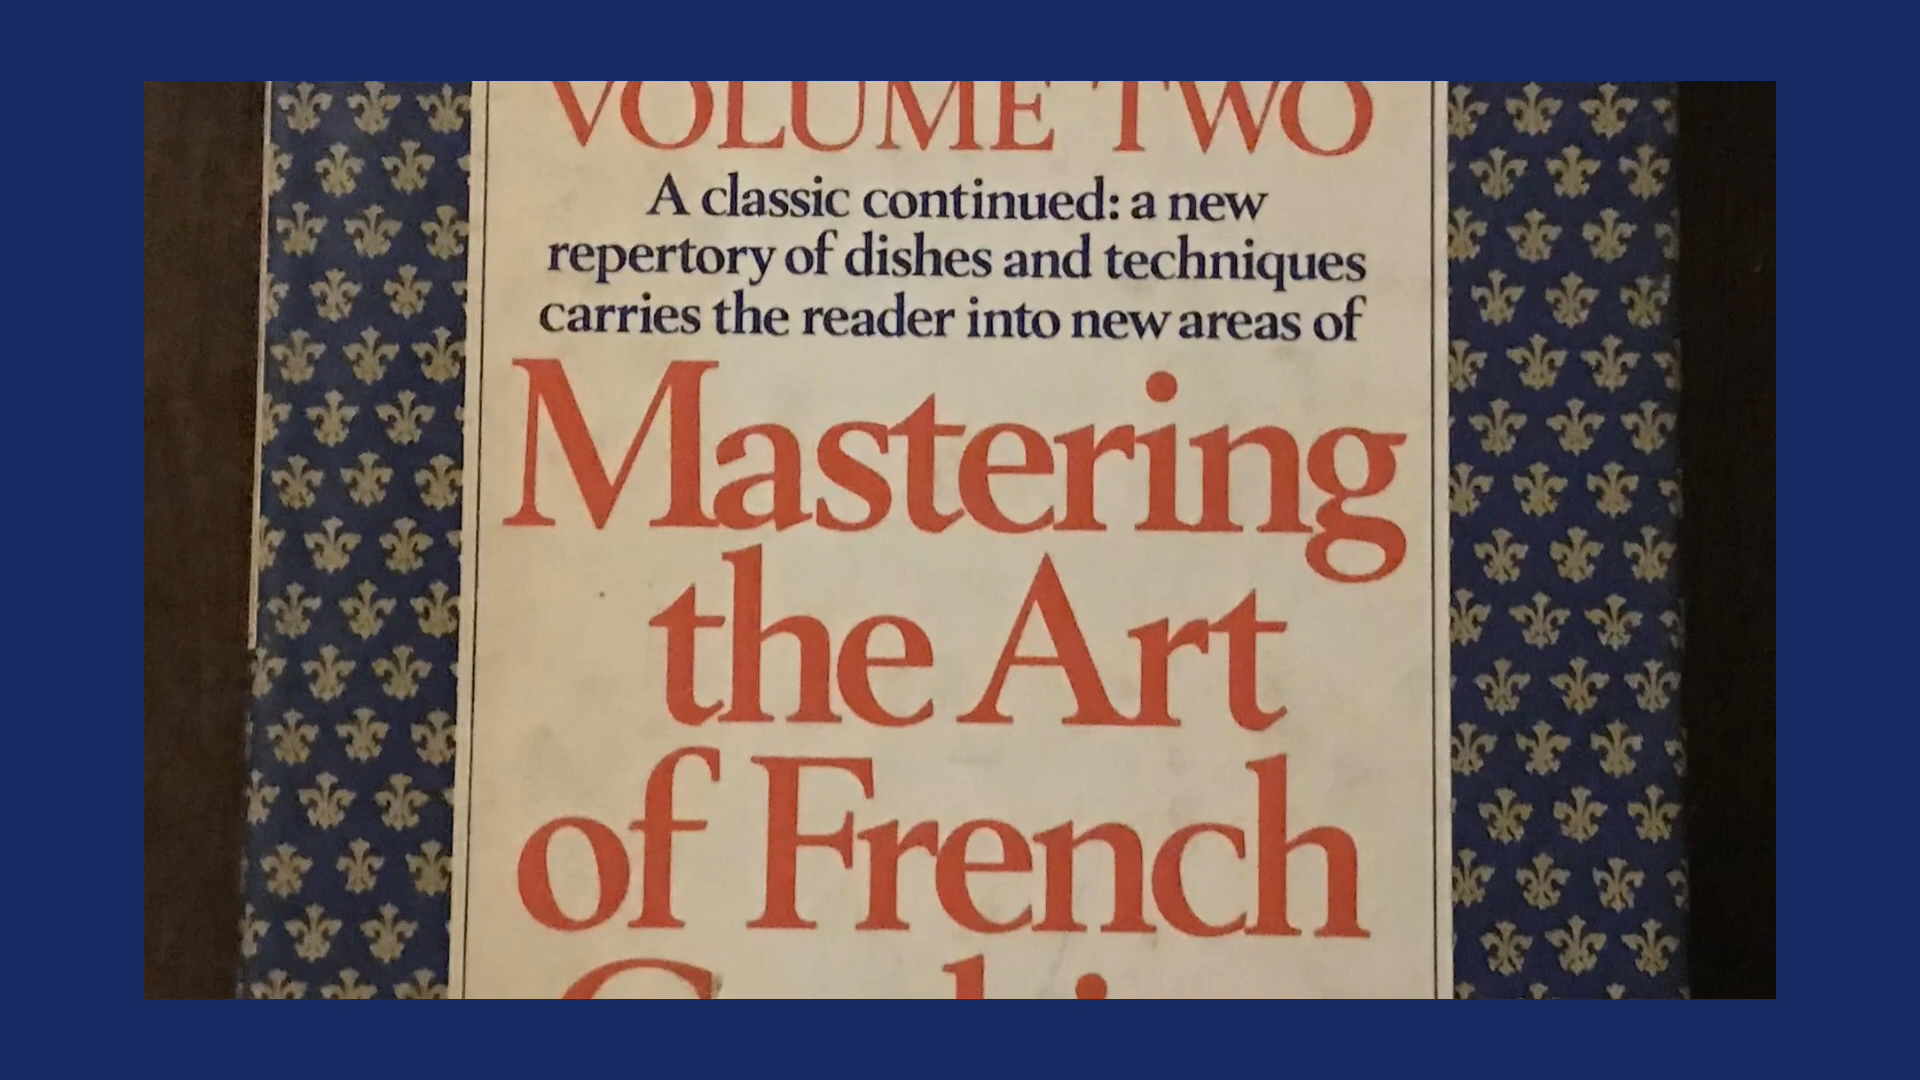 VOLUME TWO
A classic continued: a new
repertory of dishes and techniques
carries the reader into new areas of
Mastering
the Art
of French